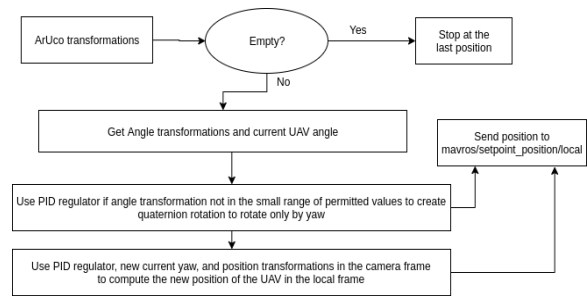 ArUco transformations
Empty?
Yes
Stop at the
last position
No
Get Angle transformations and current UAV angle
Send position to
mavros/setpoint_position/local
Use PID regulator if angle transformation not in the small range of permitted values to create
quaternion rotation to rotate only by yaw
Use PID regulator, new current yaw, and position transformations in the camera frame
to compute the new position of the UAV in the local frame